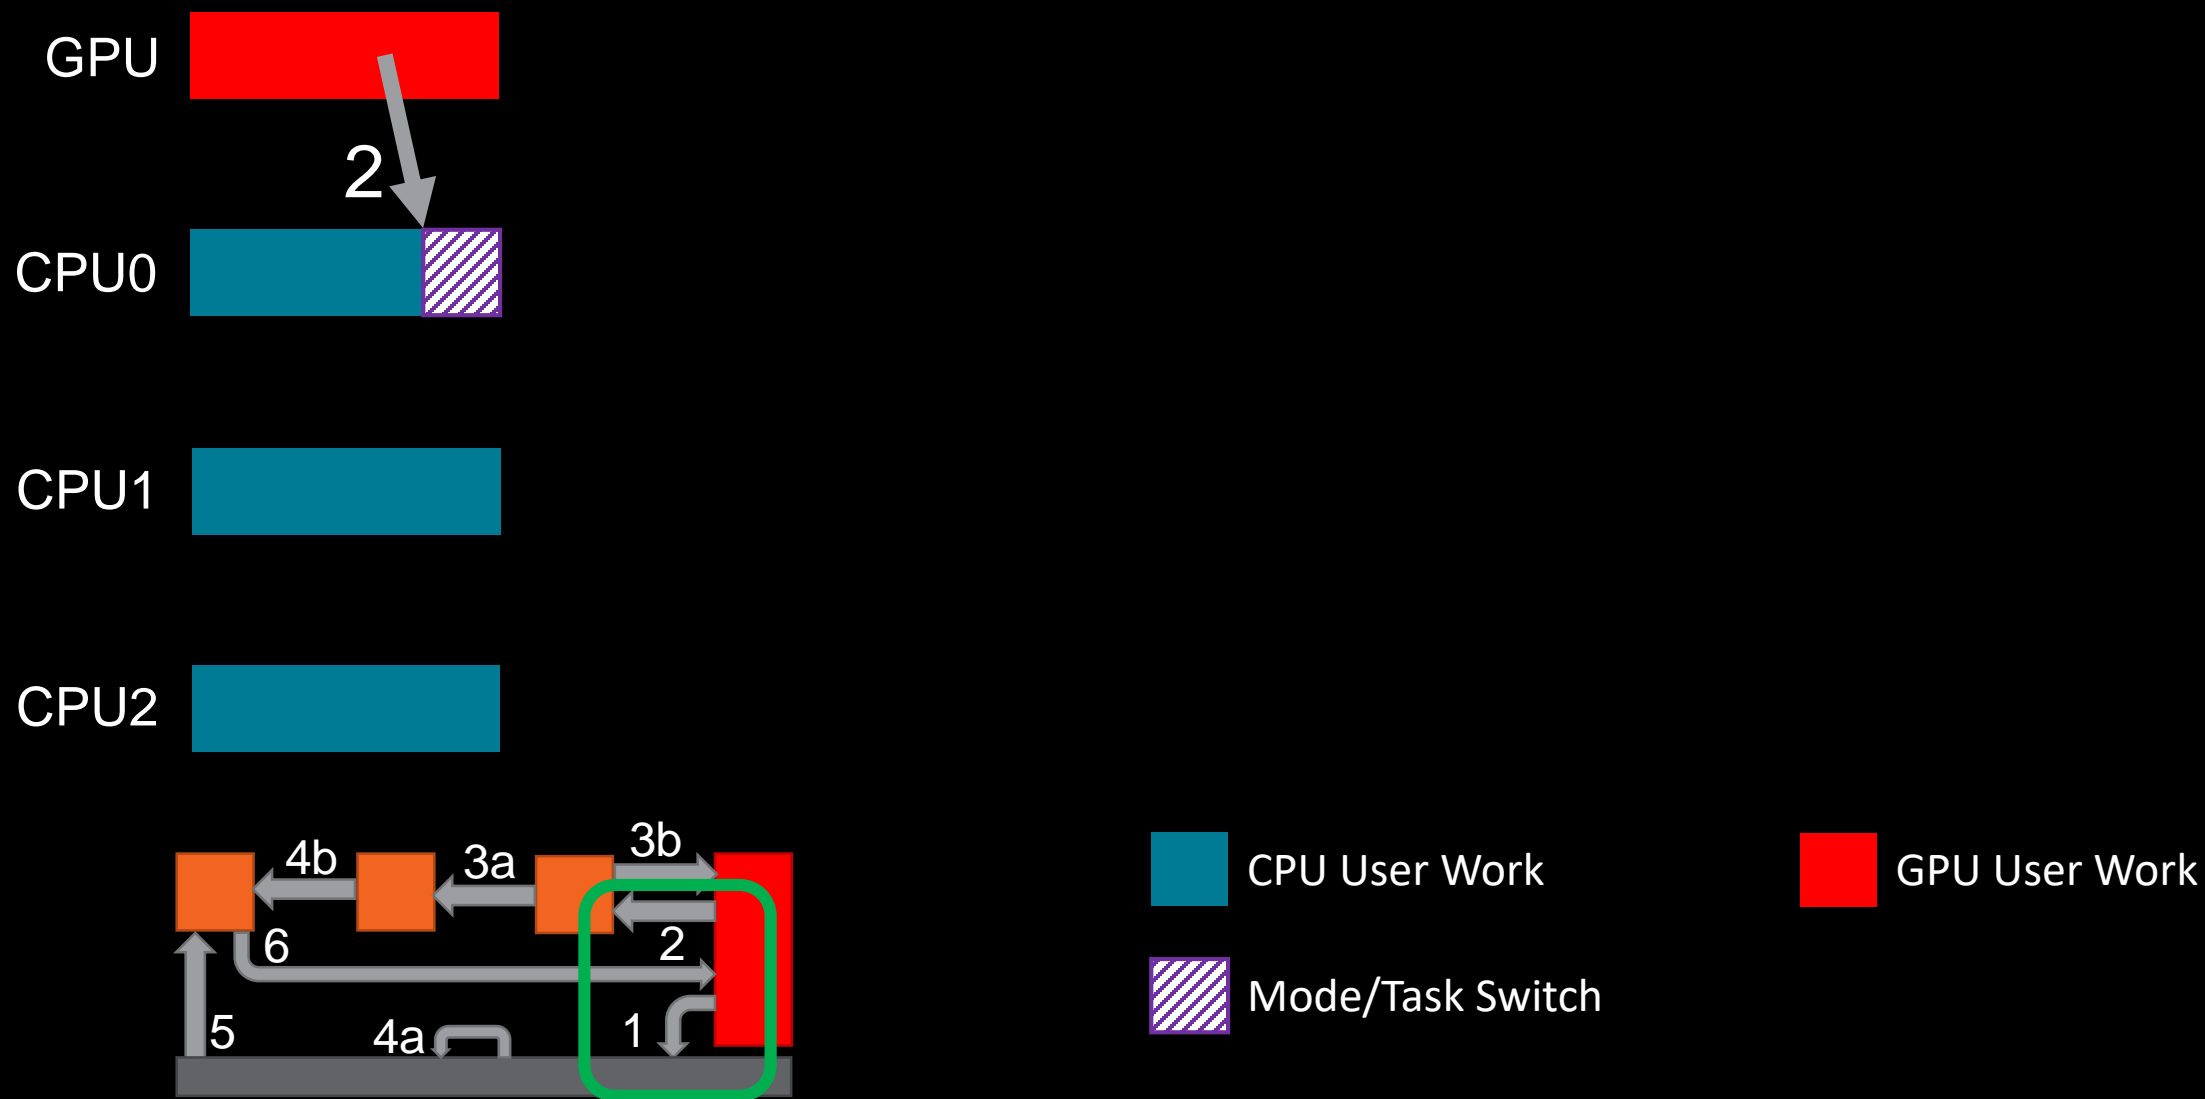 GPU
2
CPU0
CPU1
CPU2
4b
3a
3b
6
2
5
4a
1
CPU User Work
GPU User Work
Mode/Task Switch